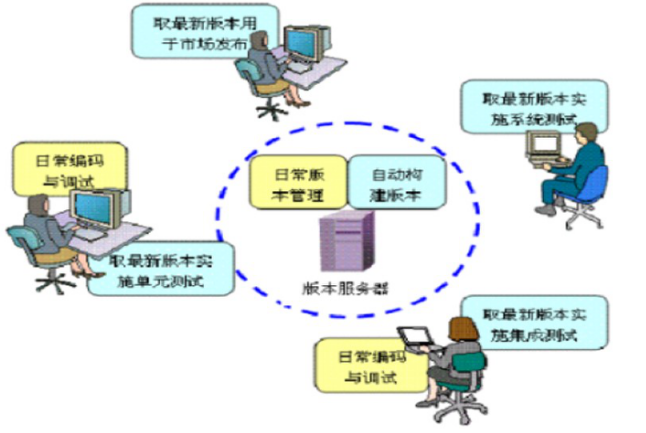 取最新版本用
于市场发布
取最新版本实
施系统测试
日常编码
与调试
日常版
本管理
自动构
建版本
取最新版本实
施单元测试
版本服务器
取最新版本实
施集成测试
日常编码
与调试